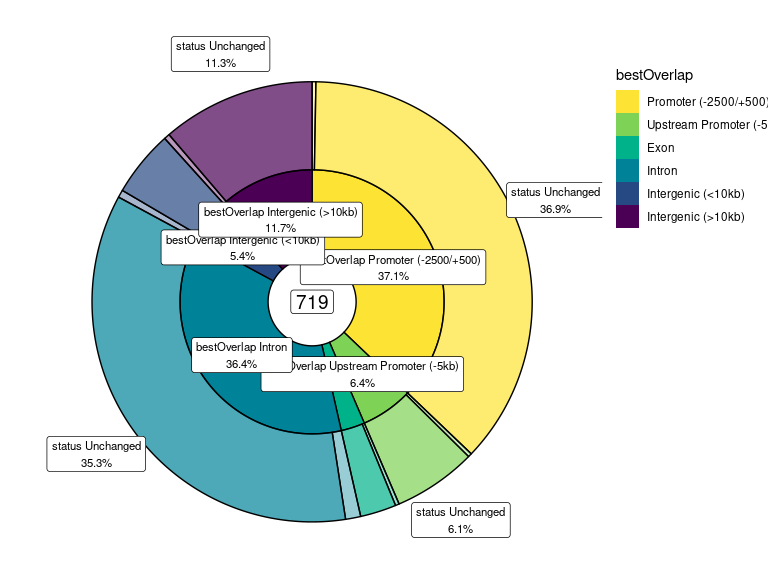 status Unchanged
11.3%
bestOverlap
Promoter (-2500/+500)
Upstream Promoter (-5
Exon
Intron
Intergenic (<10kb)
Intergenic (>10kb)
status Unchanged
36.9%
bestOverlap Intergenic (>10kb)
11.7%
bestOverlap Intergenic (<10kb)
5.4%
Promoter (-2500/+500)
37.1%
719
bestOverlap Intron
36.4%
Upstream Promoter (-5kb)
6.4%
status Unchanged
35.3%
status Unchanged
6.1%